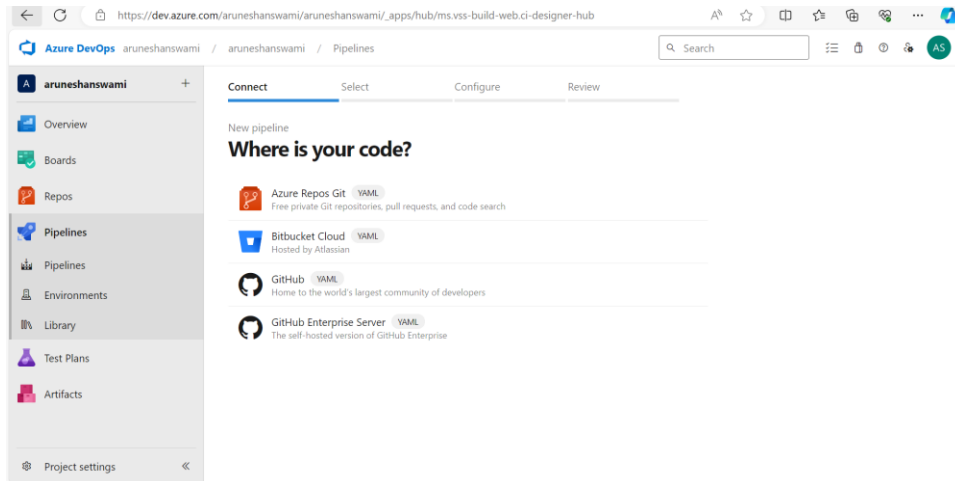 https://dev.azure.com/aruneshanswami/aruneshanswami/_apps/hub/ms.vss-build-web.ci-designer-hub
Azure DevOps aruneshanswami / aruneshanswami / Pipelines
Search
AS
A aruneshanswami +
Overview
Boards
Repos
Pipelines
Pipelines
Environments
Library
Test Plans
Artifacts
Project settings
Connect Select Configure Review
New pipeline
Where is your code?
Azure Repos Git YAML
Free private Git repositories, pull requests, and code search
Bitbucket Cloud YAML
Hosted by Atlassian
GitHub YAML
Home to the world's largest community of developers
GitHub Enterprise Server YAML
The self-hosted version of GitHub Enterprise